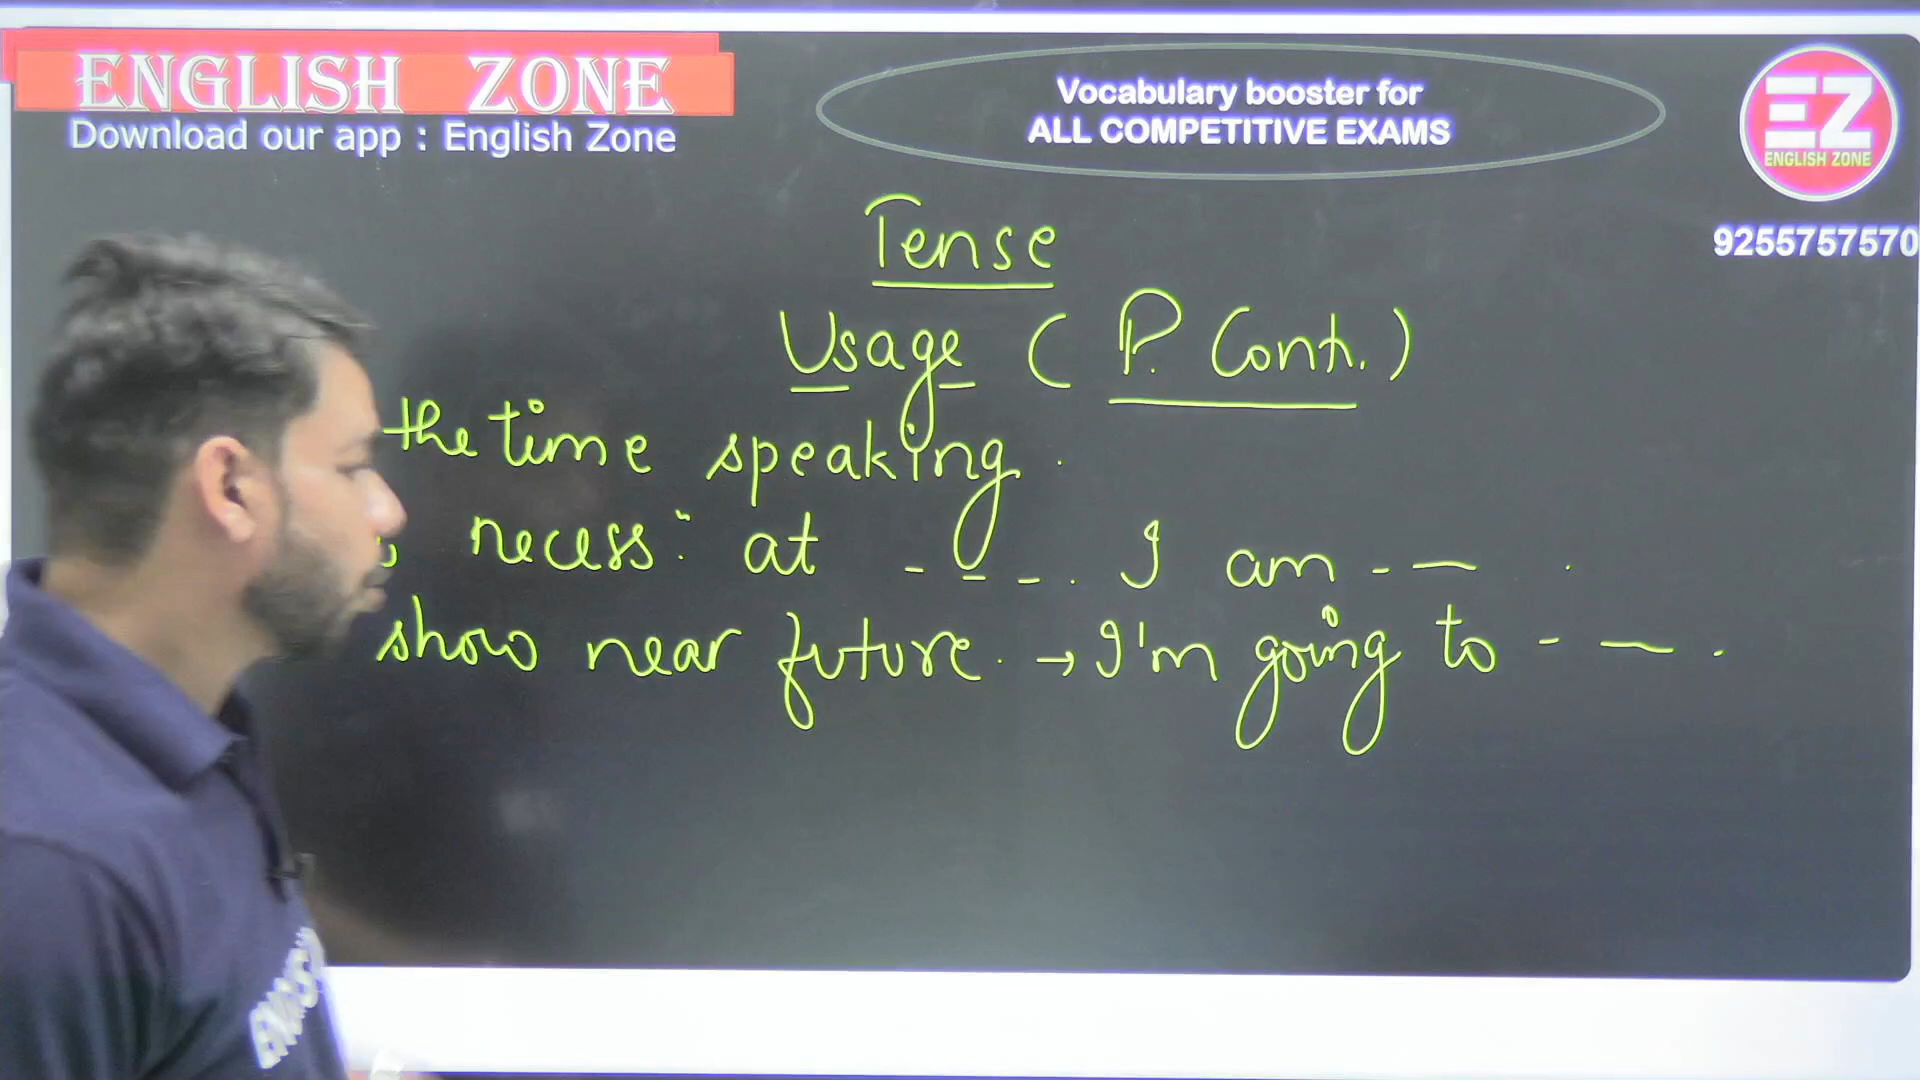 ENGLISH ZONE
Download our app : English Zone
Vocabulary booster for
ALL COMPETITIVE EXAMS
EZ
ENGLISH ZONE
9255757570
Tense
Usage ( P. Cont. )
the time speaking .
necess: at - - - . I am - — .
show near future. → I'm going to - — .